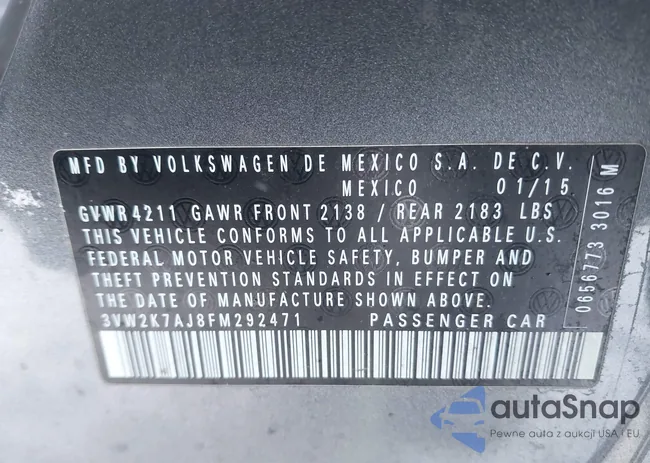 MFD BY VOLKSWAGEN DE MEXICO S.A. DE C.V.
MEXICO 01/15
GVWR4211 GAWR FRONT 2138 / REAR 2183 LBS
THIS VEHICLE CONFORMS TO ALL APPLICABLE U.S.
FEDERAL MOTOR VEHICLE SAFETY, BUMPER AND
THEFT PREVENTION STANDARDS IN EFFECT ON
THE DATE OF MANUFACTURE SHOWN ABOVE.
3VW2K7AJ8FM292471 PASSENGER CAR
0656773 3016 M
autoSnap
Pewne auta z aukcji USA i EU